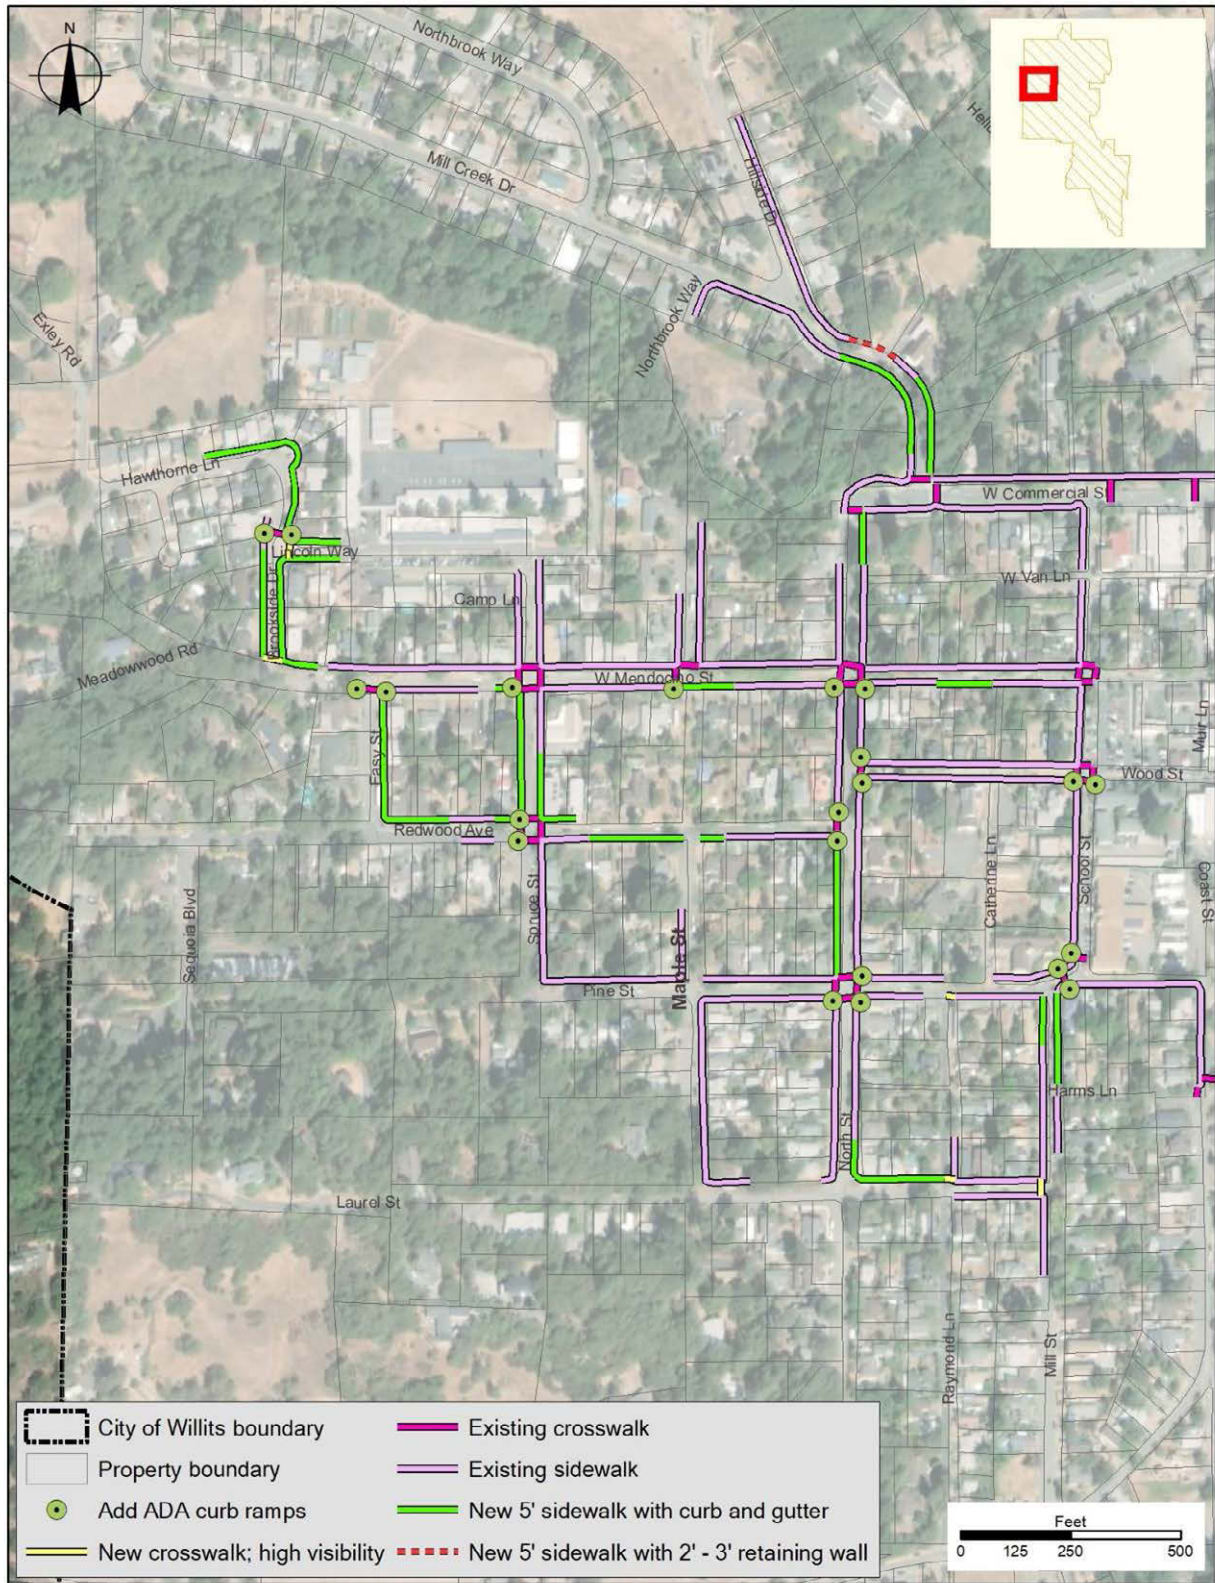 N
Northbrook Way
Mill Creek Dr
Hillside Dr
Exley Rd
Northbrook Way
Hawthorne Ln
W Commercial St
Lincoln Way
W Van Ln
Camp Ln
Brookside Dr
Meadowwood Rd
W Mendocino St
Muir Ln
Easy St
Wood St
Redwood Ave
School St
Catherine Ln
Coast St
Spruce St
Sequoia Blvd
Maple St
Pine St
Harms Ln
North St
Laurel St
Raymond Ln
Mill St
City of Willits boundary
Property boundary
Add ADA curb ramps
New crosswalk; high visibility
Existing crosswalk
Existing sidewalk
New 5' sidewalk with curb and gutter
New 5' sidewalk with 2' - 3' retaining wall
Feet
0 125 250 500